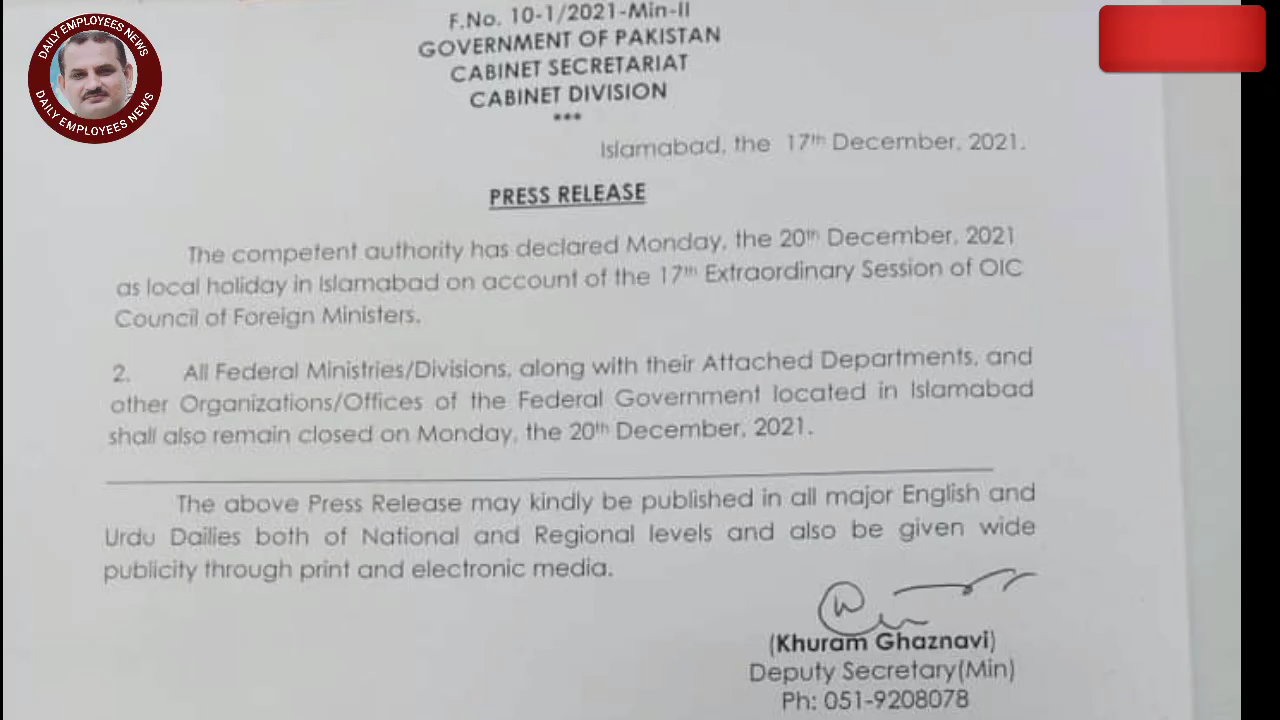 DAILY EMPLOYEES NEWS
DAILY EMPLOYEES NEWS
F.No. 10-1/2021-Min-II
GOVERNMENT OF PAKISTAN
CABINET SECRETARIAT
CABINET DIVISION
***
Islamabad, the 17th December, 2021.
PRESS RELEASE
The competent authority has declared Monday, the 20th December, 2021
as local holiday in Islamabad on account of the 17th Extraordinary Session of OIC
Council of Foreign Ministers.
2. All Federal Ministries/Divisions, along with their Attached Departments, and
other Organizations/Offices of the Federal Government located in Islamabad
shall also remain closed on Monday, the 20th December, 2021.
The above Press Release may kindly be published in all major English and
Urdu Dailies both of National and Regional levels and also be given wide
publicity through print and electronic media.
(Khuram Ghaznavi)
Deputy Secretary(Min)
Ph: 051-9208078